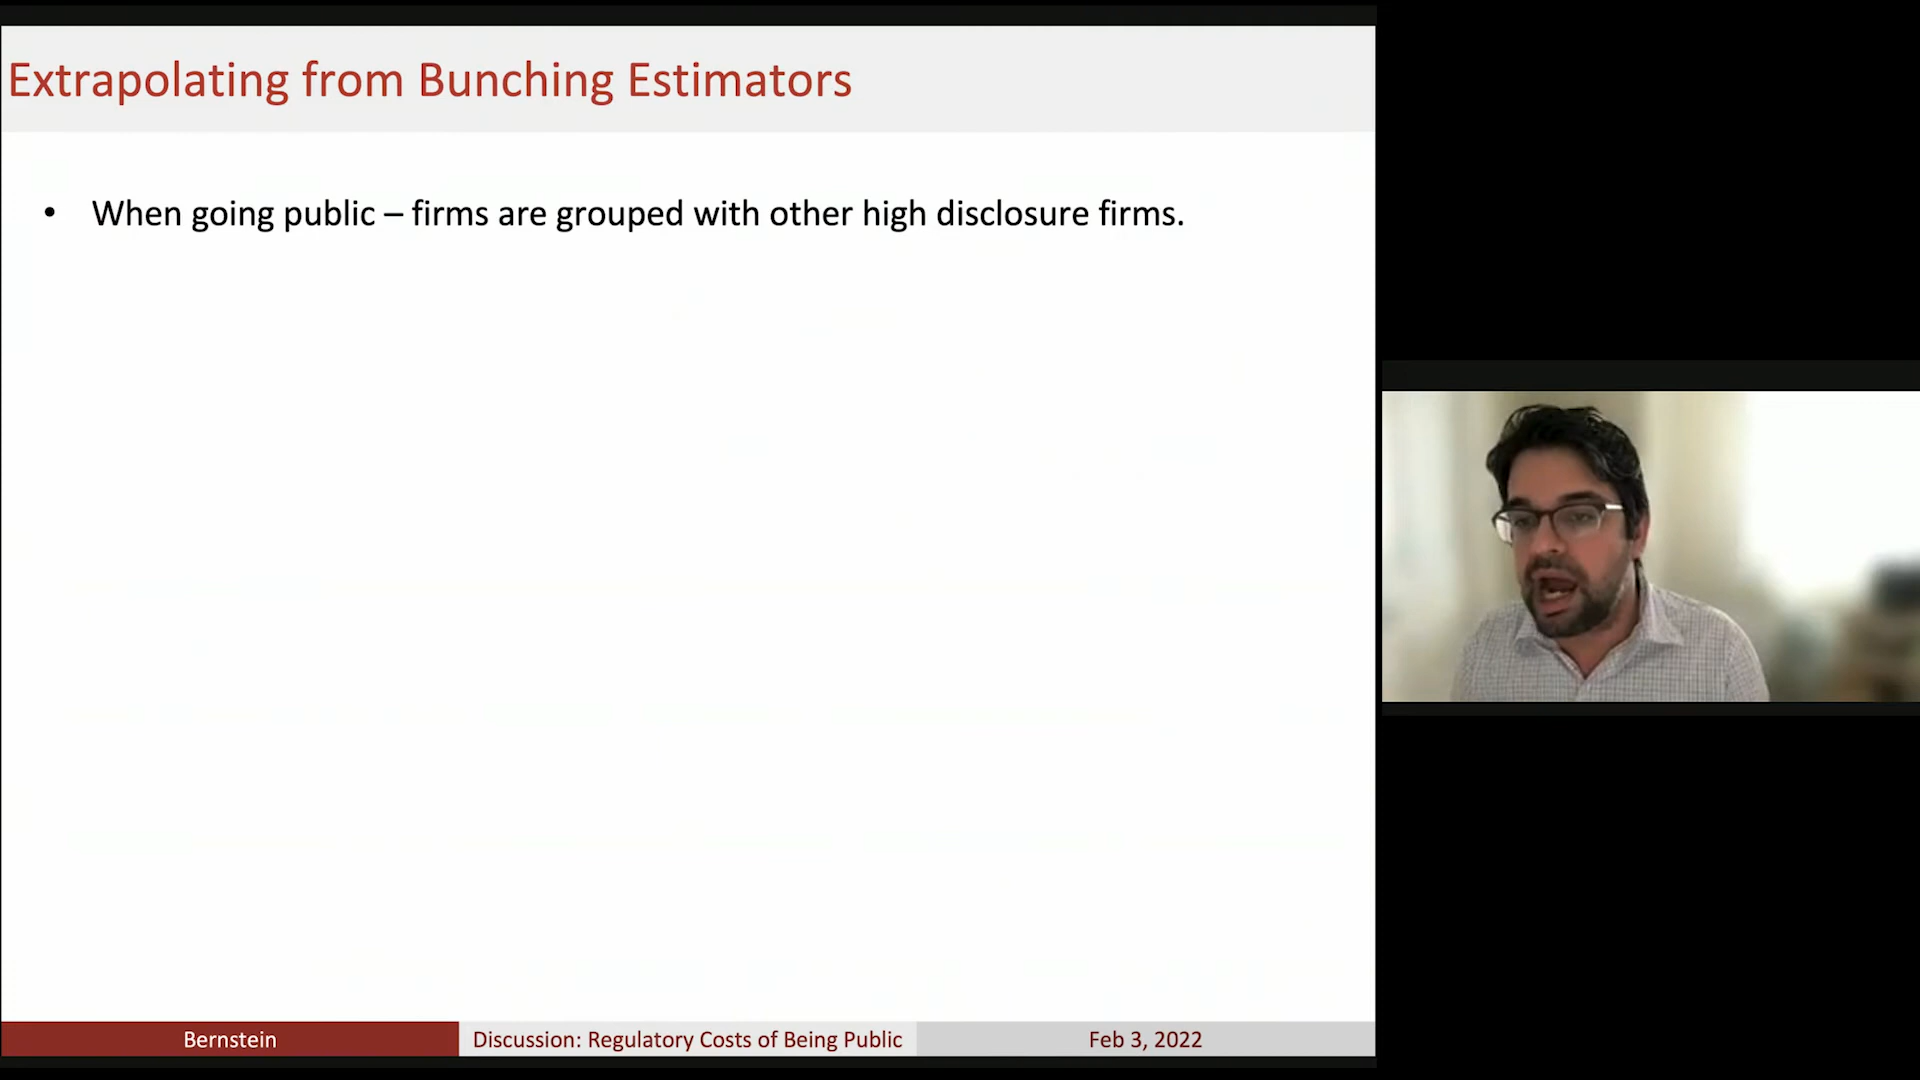 Extrapolating from Bunching Estimators
• When going public – firms are grouped with other high disclosure firms.
Bernstein
Discussion: Regulatory Costs of Being Public
Feb 3, 2022